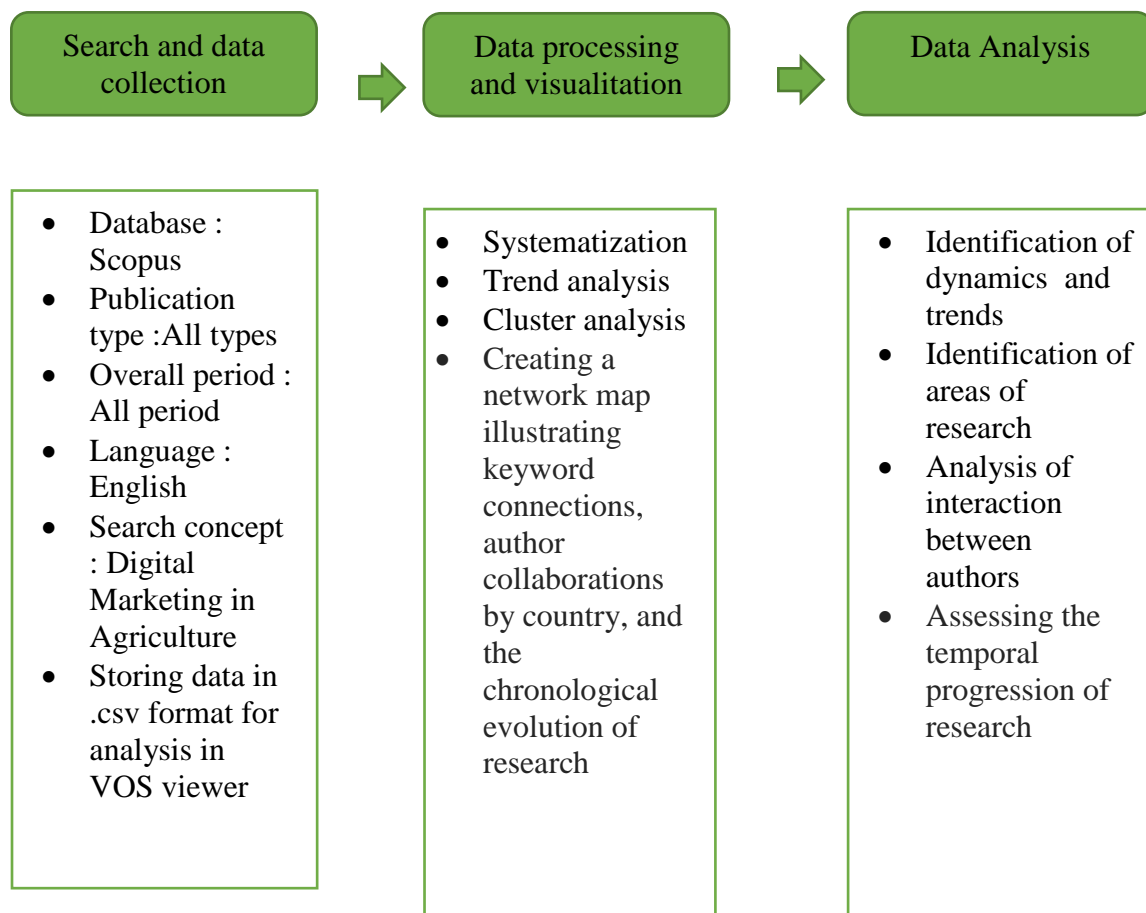 Search and data
collection
Data processing
and visualitation
Data Analysis
• Database :
Scopus
• Publication
type :All types
• Overall period :
All period
• Language :
English
• Search concept
: Digital
Marketing in
Agriculture
• Storing data in
.csv format for
analysis in
VOS viewer
• Systematization
• Trend analysis
• Cluster analysis
• Creating a
network map
illustrating
keyword
connections,
author
collaborations
by country, and
the
chronological
evolution of
research
• Identification of
dynamics and
trends
• Identification of
areas of
research
• Analysis of
interaction
between
authors
• Assessing the
temporal
progression of
research